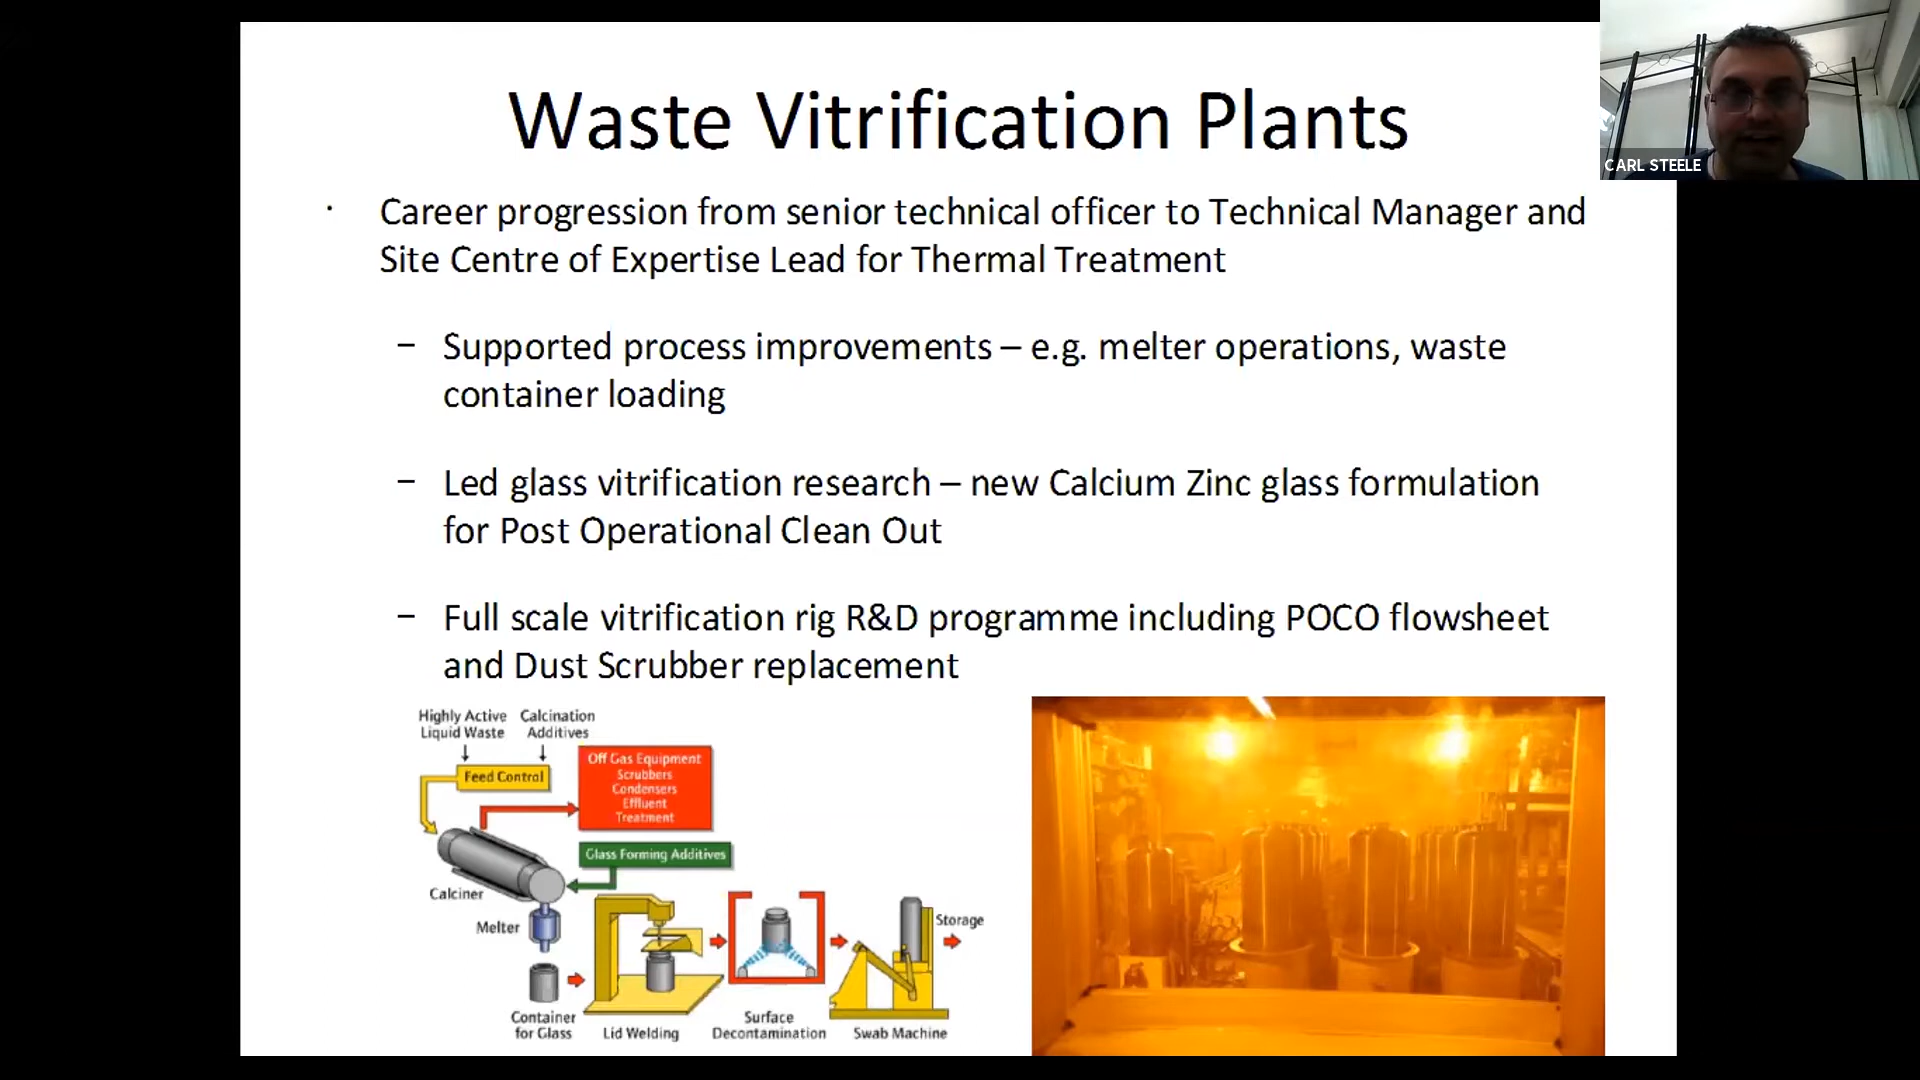 Waste Vitrification Plants
CARL STEELE
· Career progression from senior technical officer to Technical Manager and
Site Centre of Expertise Lead for Thermal Treatment
– Supported process improvements – e.g. melter operations, waste
container loading
– Led glass vitrification research – new Calcium Zinc glass formulation
for Post Operational Clean Out
– Full scale vitrification rig R&D programme including POCO flowsheet
and Dust Scrubber replacement
Highly Active
Liquid Waste
Calcination
Additives
Feed Control
Off Gas Equipment
Scrubbers
Condensers
Effluent
Treatment
Glass Forming Additives
Calciner
Melter
Container
for Glass
Lid Welding
Surface
Decontamination
Swab Machine
Storage